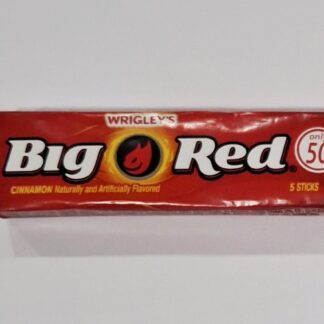 WRIGLEY'S
Big Red
only
50
CINNAMON Naturally and Artificially Flavored
5 STICKS